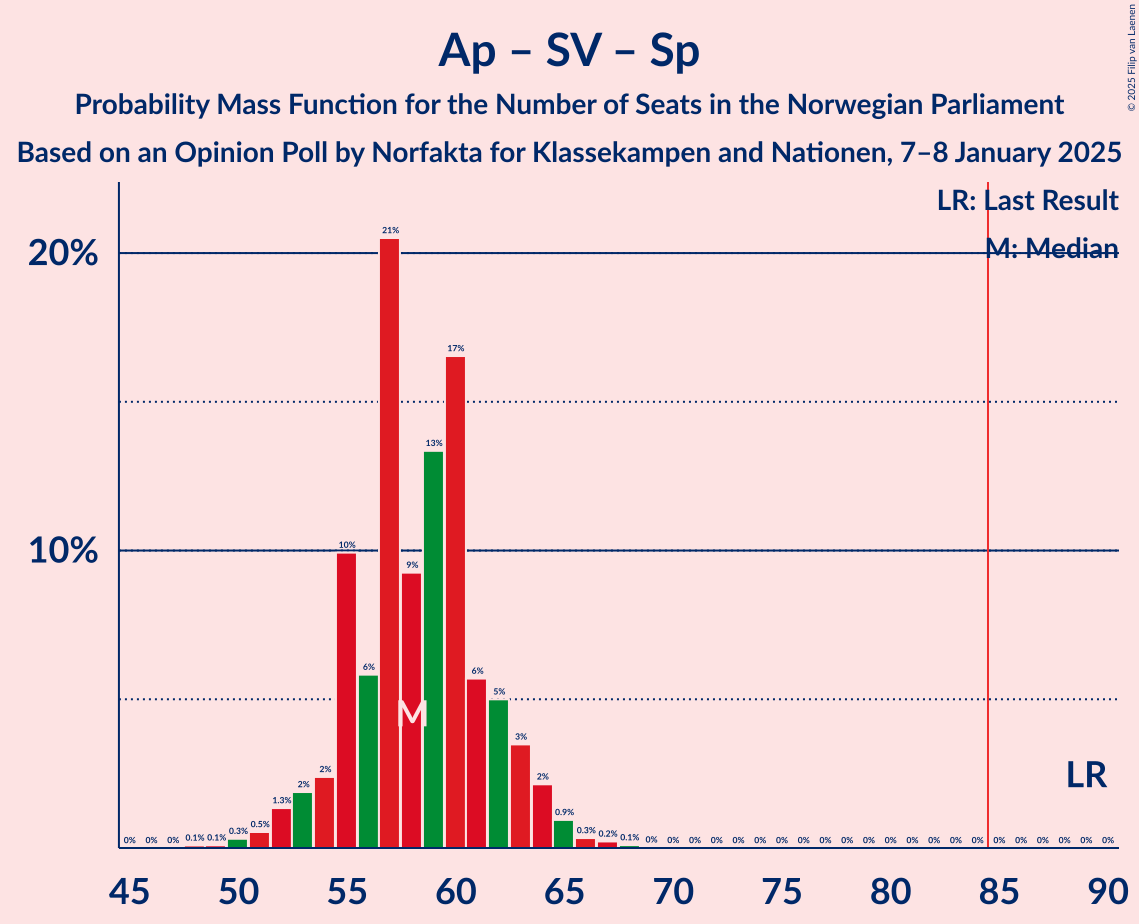 Ap – SV – Sp
Probability Mass Function for the Number of Seats in the Norwegian Parliament
Based on an Opinion Poll by Norfakta for Klassekampen and Nationen, 7–8 January 2025
© 2025 Filip van Laenen
LR: Last Result
M: Median
20%
10%
0% 0% 0% 0.1% 0.1% 0.3% 0.5% 1.3% 2% 2% 10% 6% 21% 9% 13% 17% 6% 5% 3% 2% 0.9% 0.3% 0.2% 0.1% 0% 0% 0% 0% 0% 0% 0% 0% 0% 0% 0% 0% 0% 0% 0% 0% 0% 0% 0% 0% 0% 0%
M
LR
45 50 55 60 65 70 75 80 85 90